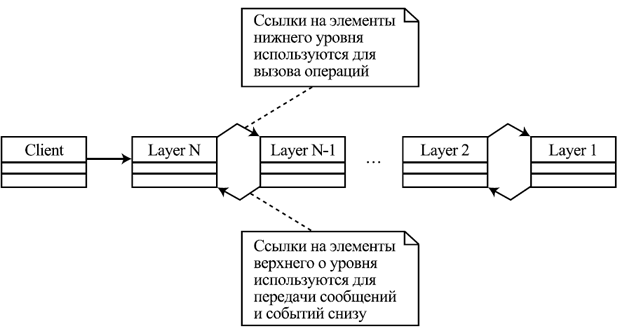 Ссылки на элементы
нижнего уровня
используются для
вызова операций
Client
Layer N
Layer N-1
...
Layer 2
Layer 1
Ссылки на элементы
верхнего о уровня
используются для
передачи сообщений
и событий снизу